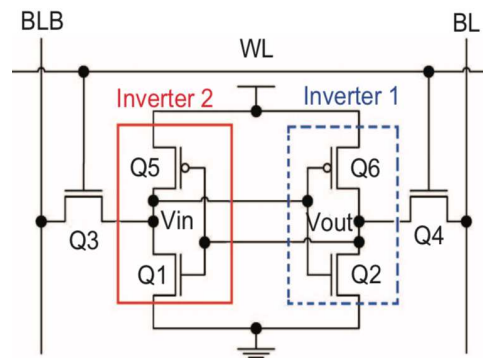 BLB
BL
WL
Inverter 2
Inverter 1
Q5
Q6
Vin
Vout
Q3
Q4
Q1
Q2